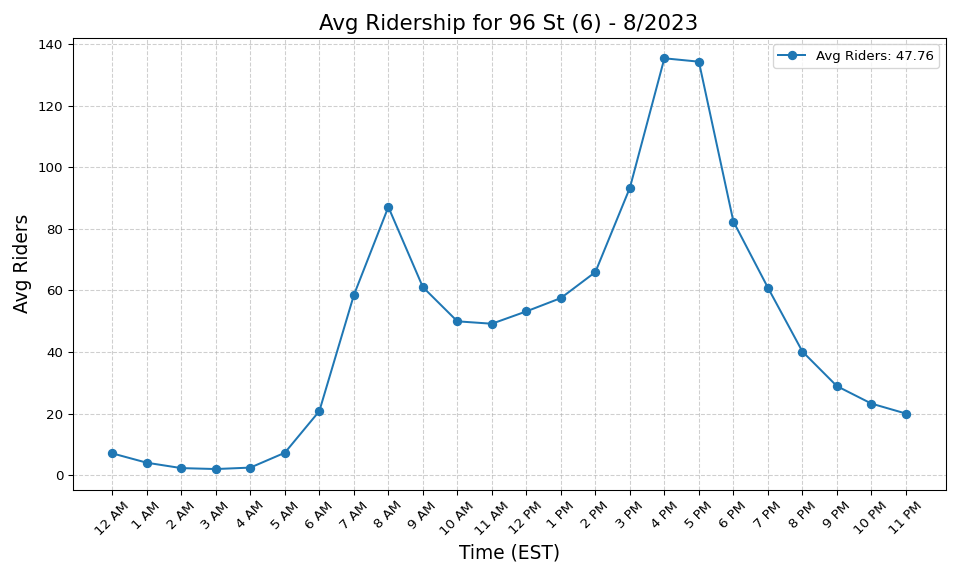 Avg Ridership for 96 St (6) - 8/2023
Avg Riders: 47.76
Avg Riders
140
120
100
80
60
40
20
0
12 AM
1 AM
2 AM
3 AM
4 AM
5 AM
6 AM
7 AM
8 AM
9 AM
10 AM
11 AM
12 PM
1 PM
2 PM
3 PM
4 PM
5 PM
6 PM
7 PM
8 PM
9 PM
10 PM
11 PM
Time (EST)